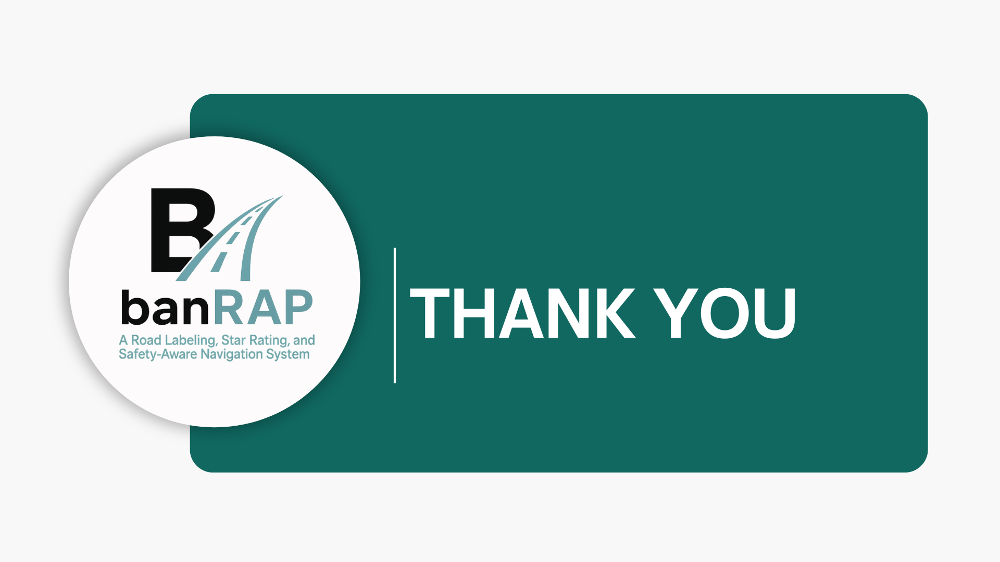 B
banRAP
A Road Labeling, Star Rating, and
Safety-Aware Navigation System
THANK YOU